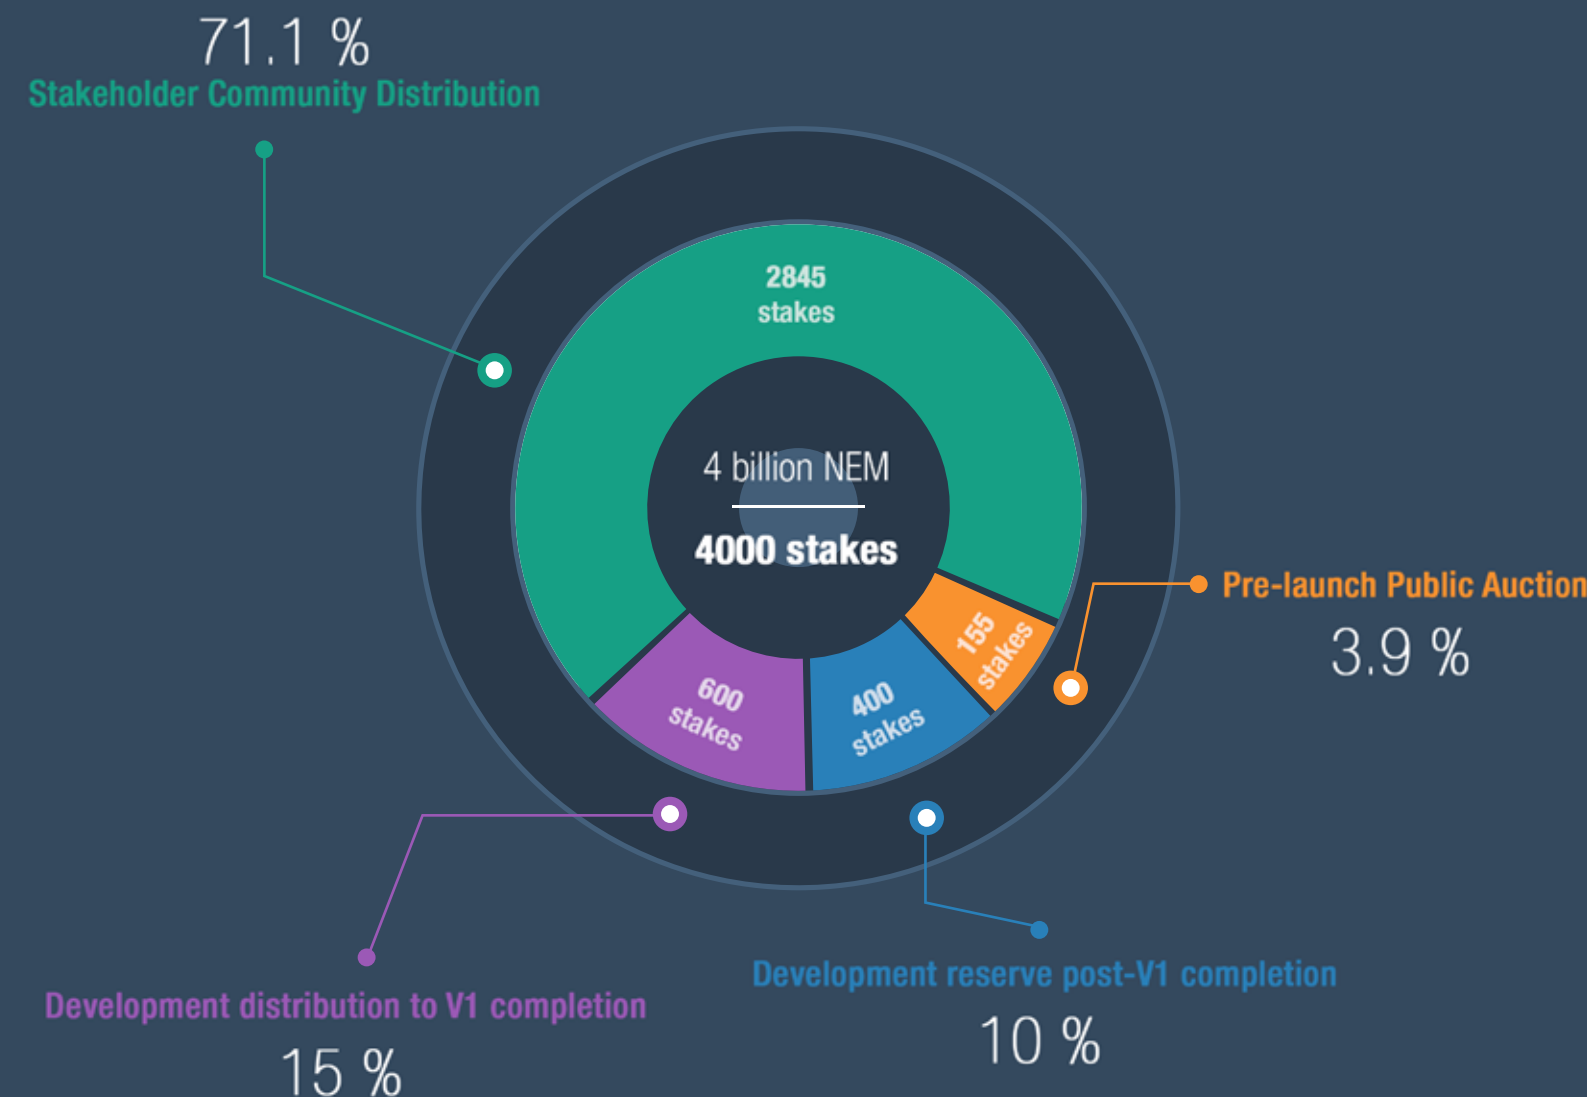 71.1 %
Stakeholder Community Distribution
2845
stakes
4 billion NEM
4000 stakes
Pre-launch Public Auction
3.9 %
155
stakes
400
stakes
600
stakes
Development reserve post-V1 completion
10 %
Development distribution to V1 completion
15 %